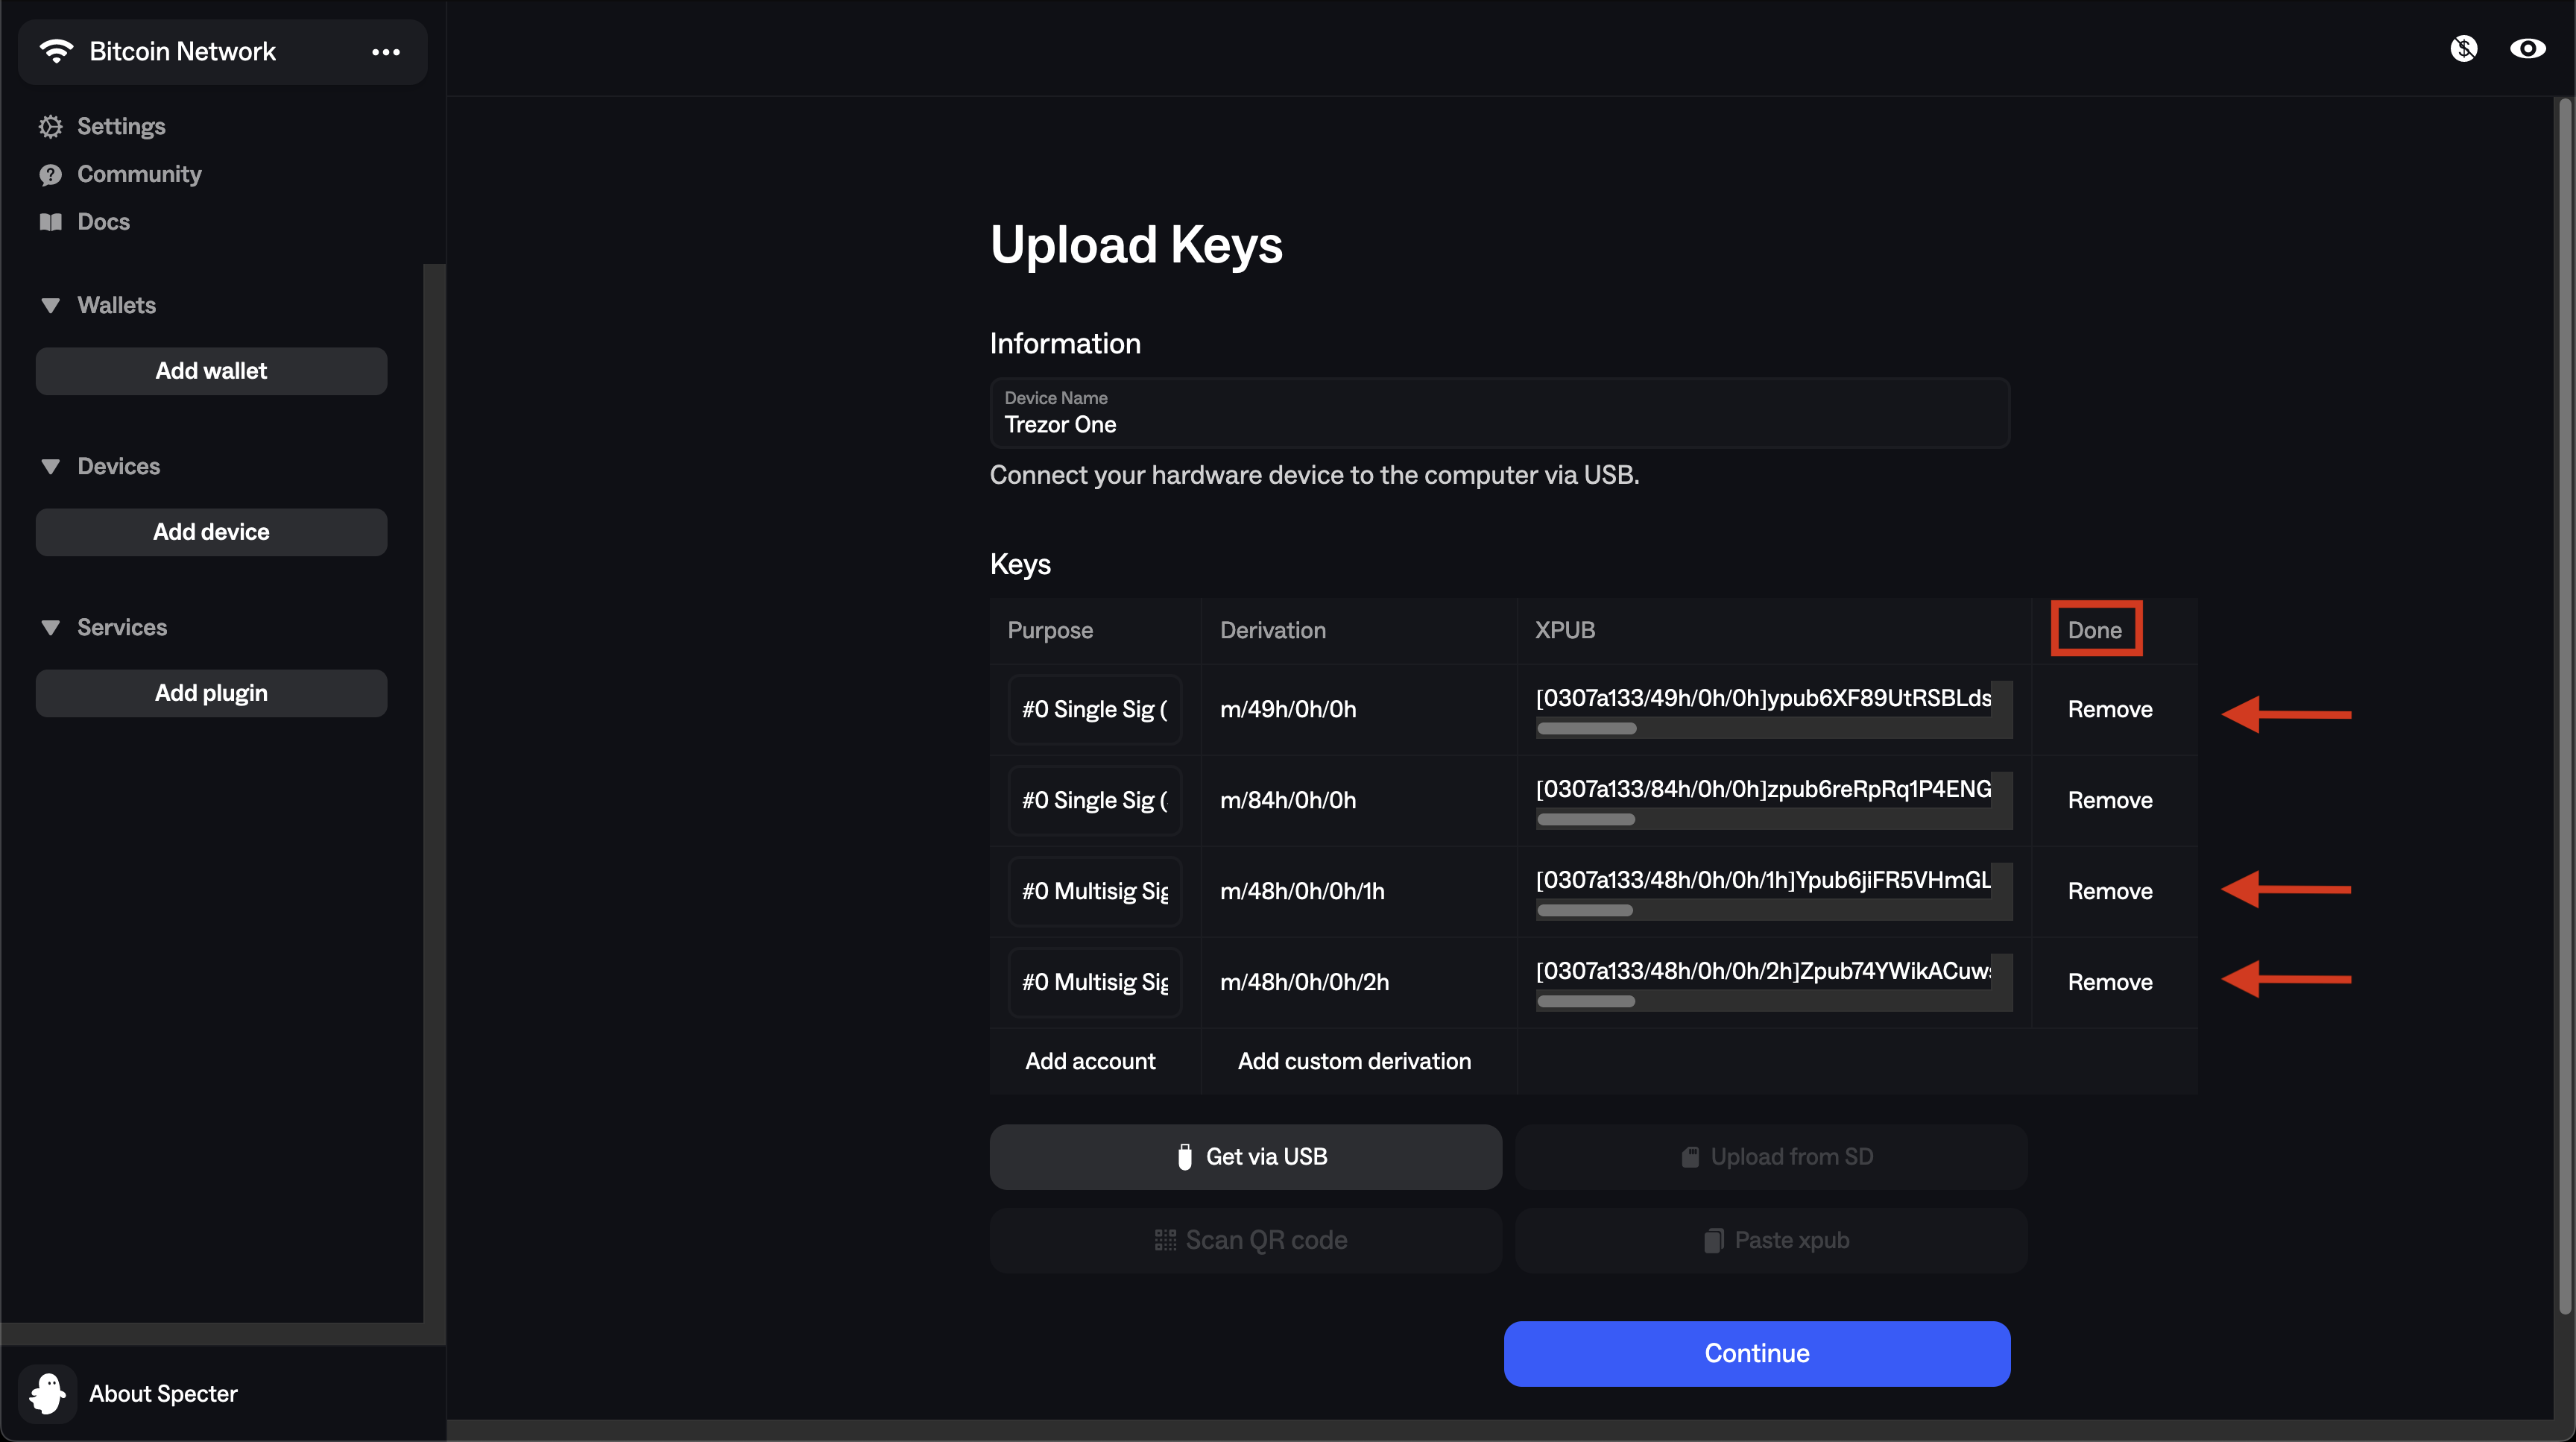 Bitcoin Network
Settings
Community
Docs
Wallets
Add wallet
Devices
Add device
Services
Add plugin
About Specter
Upload Keys
Information
Device Name
Trezor One
Connect your hardware device to the computer via USB.
Keys
Purpose Derivation XPUB Done
#0 Single Sig ( m/49h/0h/0h [0307a133/49h/0h/0h]ypub6XF89UtRSBLds Remove
#0 Single Sig ( m/84h/0h/0h [0307a133/84h/0h/0h]zpub6reRpRq1P4ENG Remove
#0 Multisig Sig m/48h/0h/0h/1h [0307a133/48h/0h/0h/1h]Ypub6jiFR5VHmGL Remove
#0 Multisig Sig m/48h/0h/0h/2h [0307a133/48h/0h/0h/2h]Zpub74YWikACuws Remove
Add account Add custom derivation
Get via USB Upload from SD
Scan QR code Paste xpub
Continue